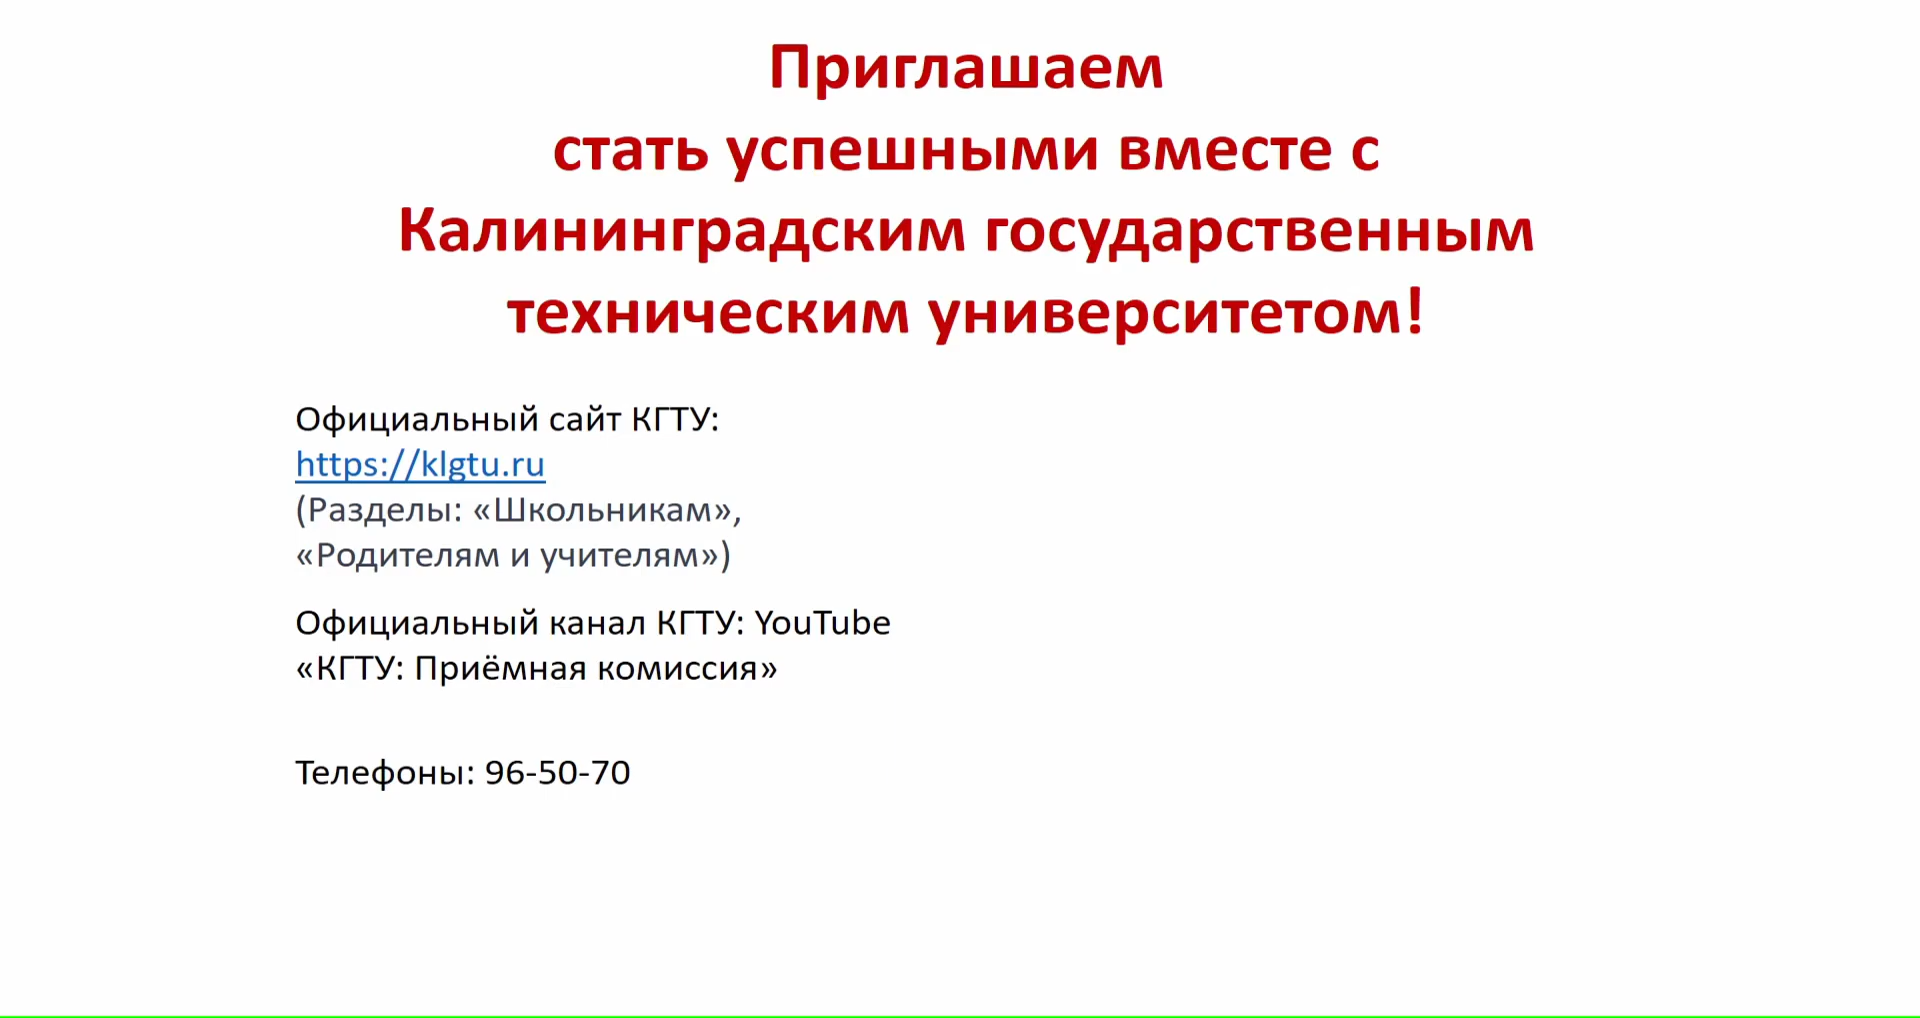 Приглашаем
стать успешными вместе с
Калининградским государственным
техническим университетом!
Официальный сайт КГТУ:
https://klgtu.ru
(Разделы: «Школьникам»,
«Родителям и учителям»)
Официальный канал КГТУ: YouTube
«КГТУ: Приёмная комиссия»
Телефоны: 96-50-70